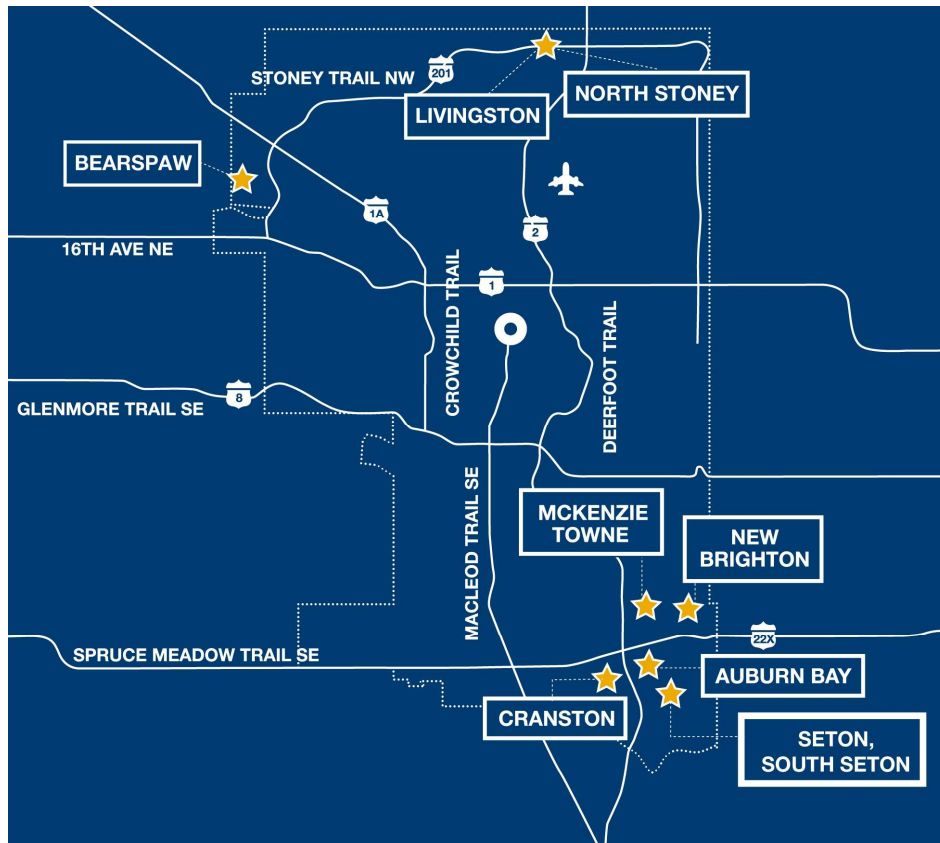 201
STONEY TRAIL NW
NORTH STONEY
LIVINGSTON
BEARSPAW
1A
2
16TH AVE NE
1
CROWCHILD TRAIL
DEERFOOT TRAIL
8
GLENMORE TRAIL SE
MACLEOD TRAIL SE
MCKENZIE
TOWNE
NEW
BRIGHTON
22X
SPRUCE MEADOW TRAIL SE
AUBURN BAY
CRANSTON
SETON,
SOUTH SETON